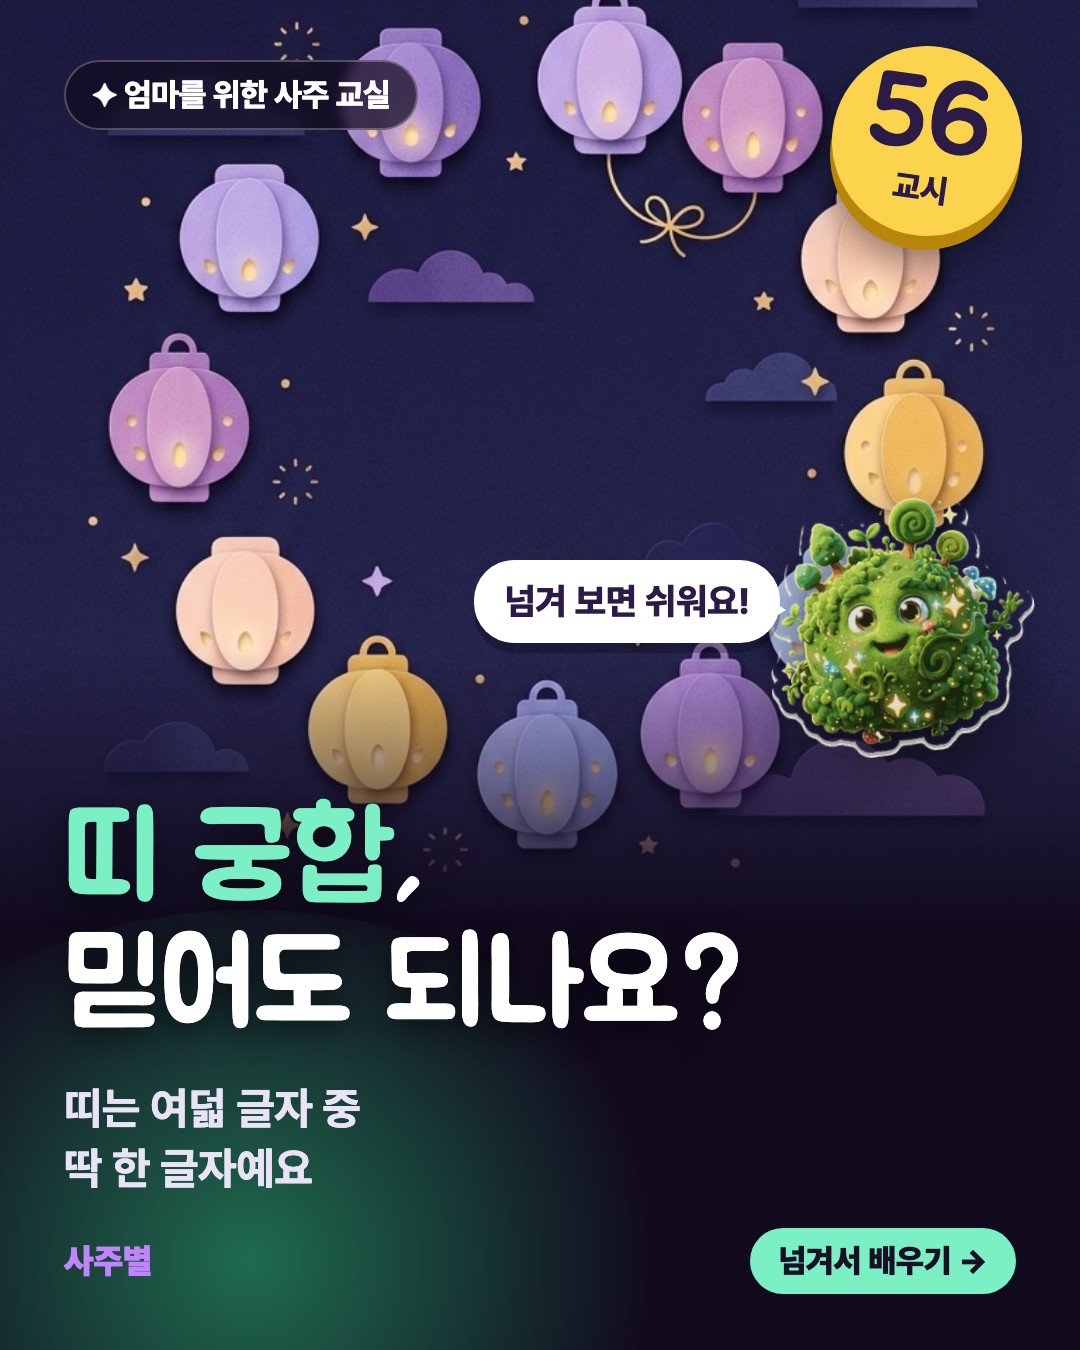 ✦ 엄마를 위한 사주 교실
56
교시
넘겨 보면 쉬워요!
띠 궁합,
믿어도 되나요?
띠는 여덟 글자 중
딱 한 글자예요
사주별
넘겨서 배우기 →